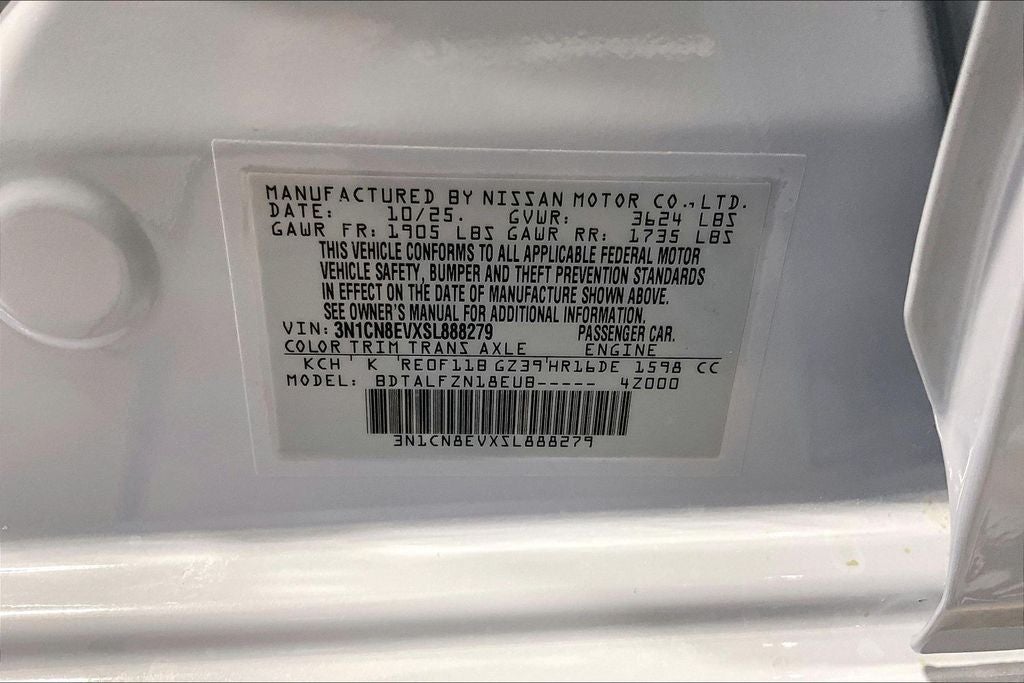 MANUFACTURED BY NISSAN MOTOR CO.,LTD.
DATE: 10/25. GVWR: 3624 LBS
GAWR FR: 1905 LBS GAWR RR: 1735 LBS
THIS VEHICLE CONFORMS TO ALL APPLICABLE FEDERAL MOTOR
VEHICLE SAFETY, BUMPER AND THEFT PREVENTION STANDARDS
IN EFFECT ON THE DATE OF MANUFACTURE SHOWN ABOVE.
SEE OWNER'S MANUAL FOR ADDITIONAL INFORMATION.
VIN: 3N1CN8EVXSL888279 PASSENGER CAR.
COLOR TRIM TRANS AXLE ENGINE
KCH ' K 'RE0F11B GZ39'HR16DE 1598 CC
MODEL: BDTALFZN18EUB----- 4Z000
3N1CN8EVXSL888279